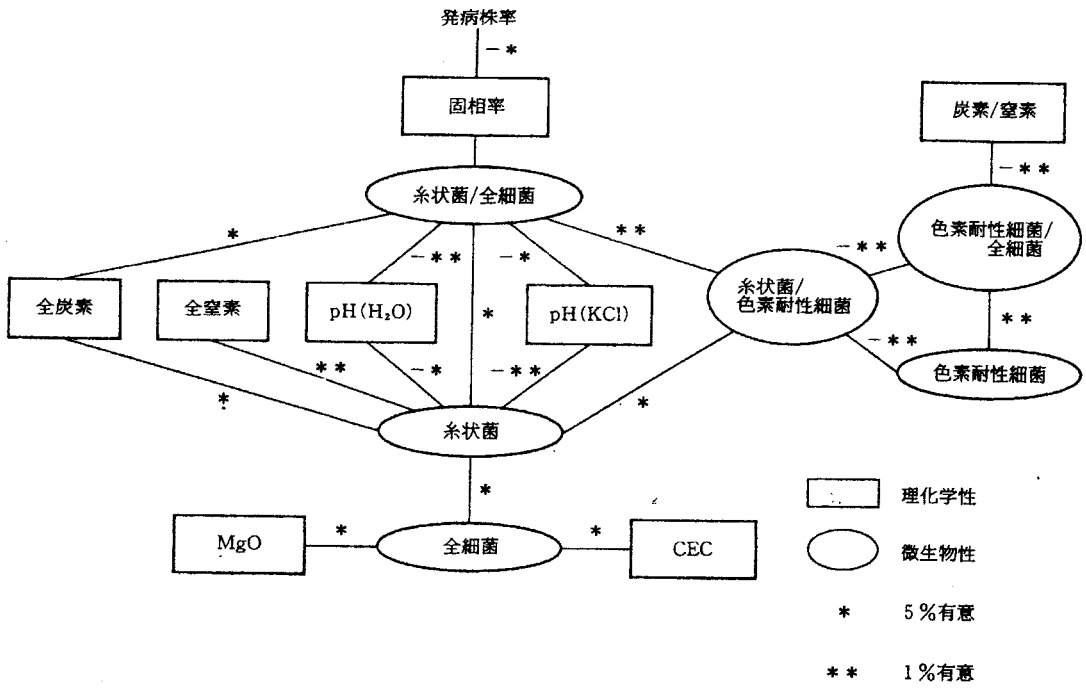 発病株率
－*
固相率
炭素/窒素
－**
糸状菌/全細菌
*
**
色素耐性細菌/
全細菌
－**
－*
－**
全炭素
全窒素
pH(H₂O)
*
pH(KCl)
糸状菌/
色素耐性細菌
**
－**
色素耐性細菌
**
－*
－**
*
*
糸状菌
*
理化学性
MgO
*
全細菌
*
CEC
微生物性
* 5%有意
** 1%有意